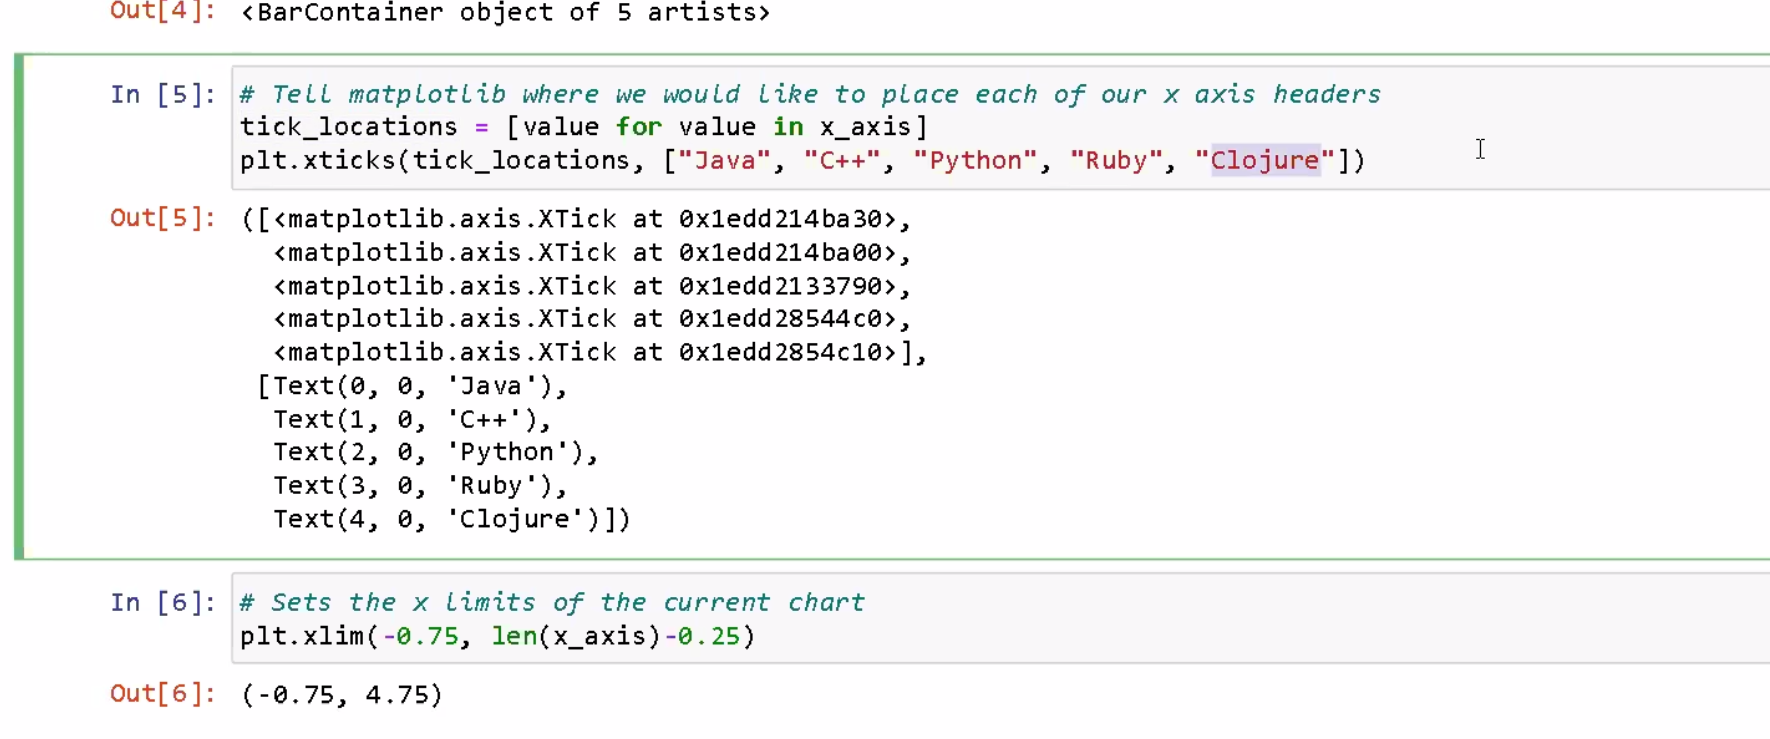 Out[4]: <BarContainer object of 5 artists>
In [5]: # Tell matplotlib where we would like to place each of our x axis headers
tick_locations = [value for value in x_axis]
plt.xticks(tick_locations, ["Java", "C++", "Python", "Ruby", "Clojure"])
Out[5]: ([<matplotlib.axis.XTick at 0x1edd214ba30>,
<matplotlib.axis.XTick at 0x1edd214ba00>,
<matplotlib.axis.XTick at 0x1edd2133790>,
<matplotlib.axis.XTick at 0x1edd28544c0>,
<matplotlib.axis.XTick at 0x1edd2854c10>],
[Text(0, 0, 'Java'),
Text(1, 0, 'C++'),
Text(2, 0, 'Python'),
Text(3, 0, 'Ruby'),
Text(4, 0, 'Clojure')])
In [6]: # Sets the x limits of the current chart
plt.xlim(-0.75, len(x_axis)-0.25)
Out[6]: (-0.75, 4.75)